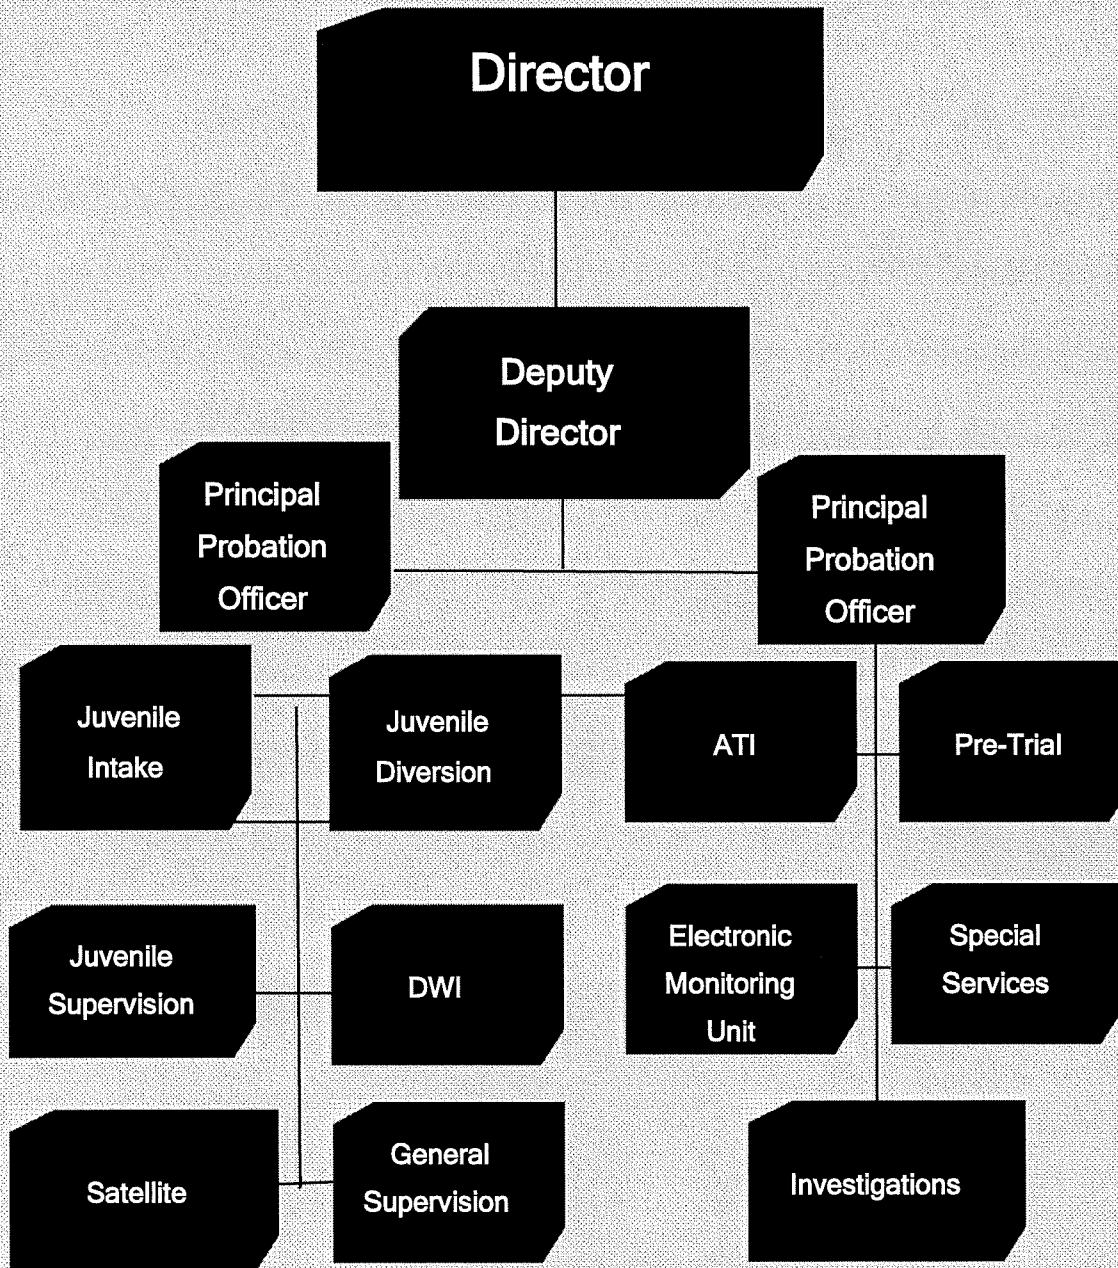 Director
Deputy
Director
Principal
Probation
Officer
Principal
Probation
Officer
Juvenile
Intake
Juvenile
Diversion
ATI
Pre-Trial
Juvenile
Supervision
DWI
Electronic
Monitoring
Unit
Special
Services
Satellite
General
Supervision
Investigations